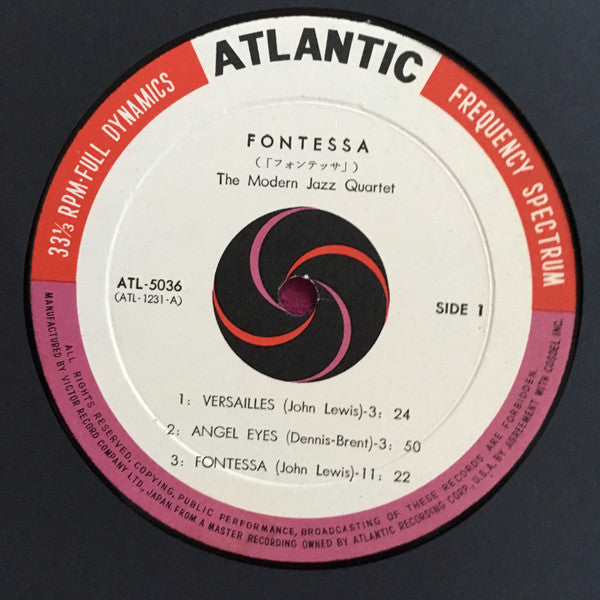 ATLANTIC
33⅓ RPM·FULL DYNAMICS
FREQUENCY SPECTRUM
FONTESSA
(「フォンテッサ」)
The Modern Jazz Quartet
ATL-5036
(ATL-1231-A)
SIDE 1
1: VERSAILLES (John Lewis)-3: 24
2: ANGEL EYES (Dennis-Brent)-3: 50
3: FONTESSA (John Lewis)-11: 22
ALL RIGHTS RESERVED, COPYING, PUBLIC PERFORMANCE, BROADCASTING OF THESE RECORDS ARE FORBIDDEN.
MANUFACTURED BY VICTOR RECORD COMPANY LTD., JAPAN FROM A MASTER RECORDING OWNED BY ATLANTIC RECORDING CORP., U.S.A. BY AGREEMENT WITH COSDEL INC.